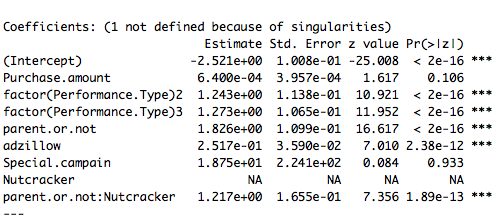 Coefficients: (1 not defined because of singularities)
Estimate Std. Error z value Pr(>|z|)
(Intercept) -2.521e+00 1.008e-01 -25.008 < 2e-16 ***
Purchase.amount 6.400e-04 3.957e-04 1.617 0.106
factor(Performance.Type)2 1.243e+00 1.138e-01 10.921 < 2e-16 ***
factor(Performance.Type)3 1.273e+00 1.065e-01 11.952 < 2e-16 ***
parent.or.not 1.826e+00 1.099e-01 16.617 < 2e-16 ***
adzillow 2.517e-01 3.590e-02 7.010 2.38e-12 ***
Special.campain 1.875e+01 2.241e+02 0.084 0.933
Nutcracker NA NA NA NA
parent.or.not:Nutcracker 1.217e+00 1.655e-01 7.356 1.89e-13 ***
---